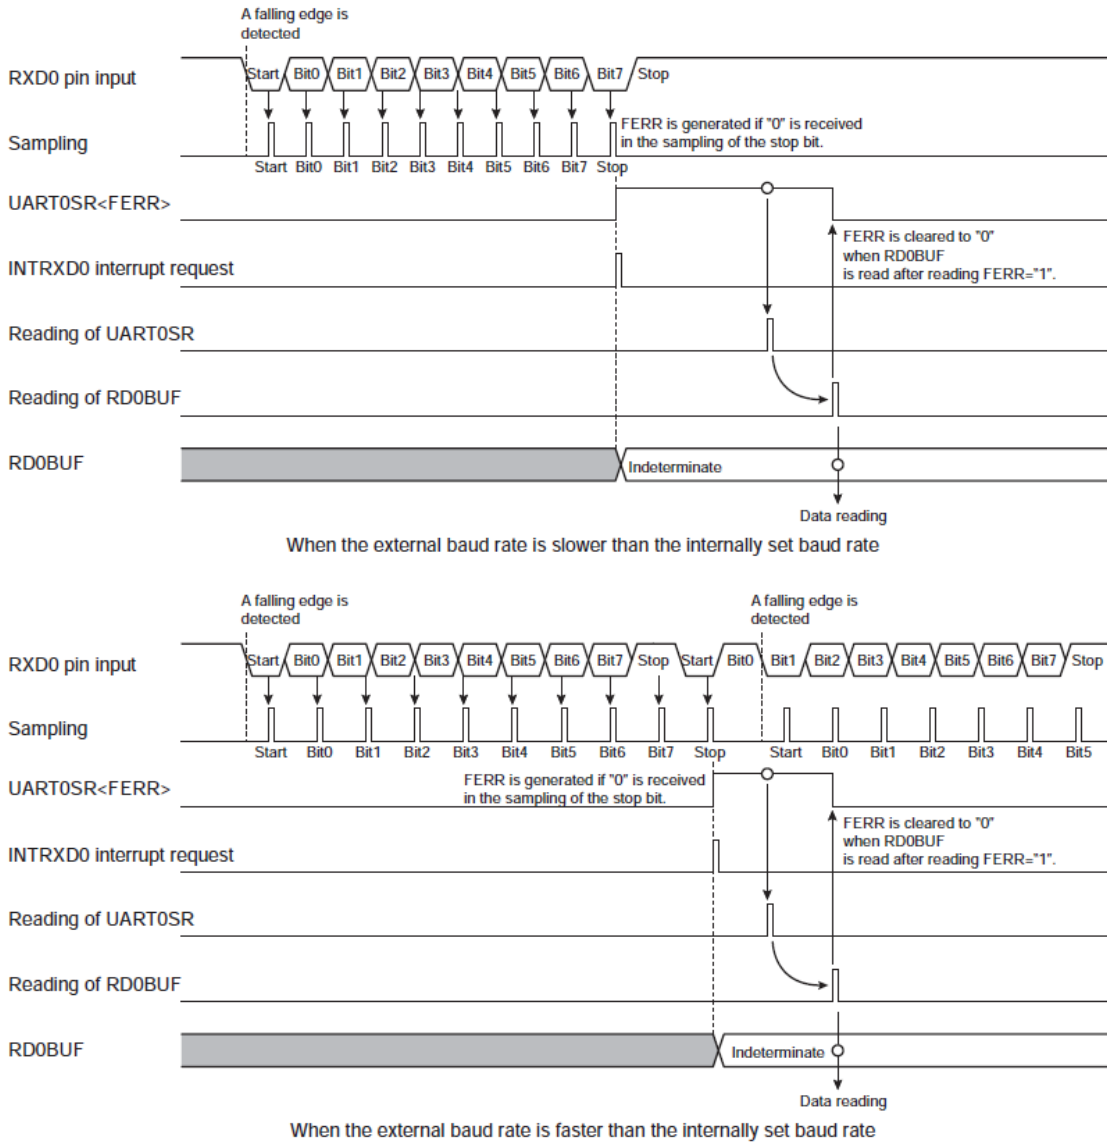 A falling edge is
detected
RXD0 pin input
Start Bit0 Bit1 Bit2 Bit3 Bit4 Bit5 Bit6 Bit7 Stop
Sampling
FERR is generated if "0" is received
in the sampling of the stop bit.
Start Bit0 Bit1 Bit2 Bit3 Bit4 Bit5 Bit6 Bit7 Stop
UART0SR<FERR>
FERR is cleared to "0"
when RD0BUF
is read after reading FERR="1".
INTRXD0 interrupt request
Reading of UART0SR
Reading of RD0BUF
RD0BUF
Indeterminate
Data reading
When the external baud rate is slower than the internally set baud rate
A falling edge is
detected
A falling edge is
detected
RXD0 pin input
Start Bit0 Bit1 Bit2 Bit3 Bit4 Bit5 Bit6 Bit7 Stop Start Bit0 Bit1 Bit2 Bit3 Bit4 Bit5 Bit6 Bit7 Stop
Sampling
Start Bit0 Bit1 Bit2 Bit3 Bit4 Bit5 Bit6 Bit7 Stop Start Bit0 Bit1 Bit2 Bit3 Bit4 Bit5
UART0SR<FERR>
FERR is generated if "0" is received
in the sampling of the stop bit.
FERR is cleared to "0"
when RD0BUF
is read after reading FERR="1".
INTRXD0 interrupt request
Reading of UART0SR
Reading of RD0BUF
RD0BUF
Indeterminate
Data reading
When the external baud rate is faster than the internally set baud rate